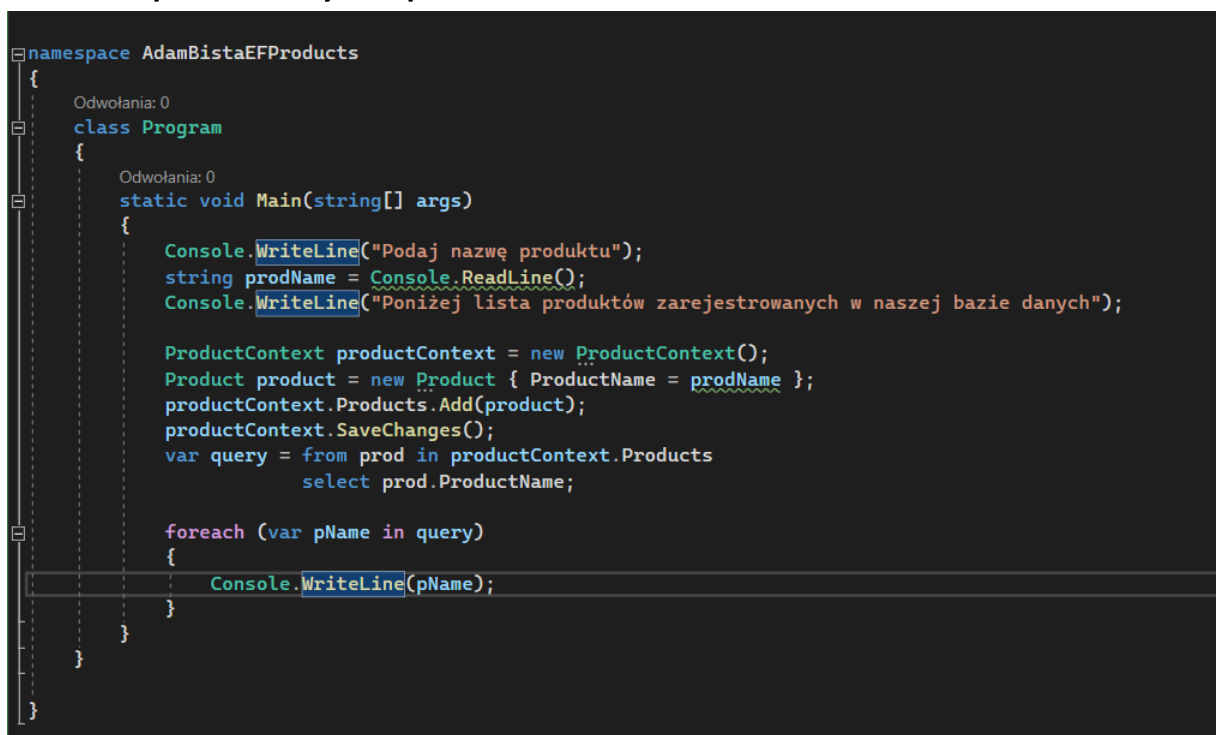 namespace AdamBistaEFProducts
{
Odwołania: 0
class Program
{
Odwołania: 0
static void Main(string[] args)
{
Console.WriteLine("Podaj nazwę produktu");
string prodName = Console.ReadLine();
Console.WriteLine("Poniżej lista produktów zarejestrowanych w naszej bazie danych");
ProductContext productContext = new ProductContext();
Product product = new Product { ProductName = prodName };
productContext.Products.Add(product);
productContext.SaveChanges();
var query = from prod in productContext.Products
select prod.ProductName;
foreach (var pName in query)
{
Console.WriteLine(pName);
}
}
}
}